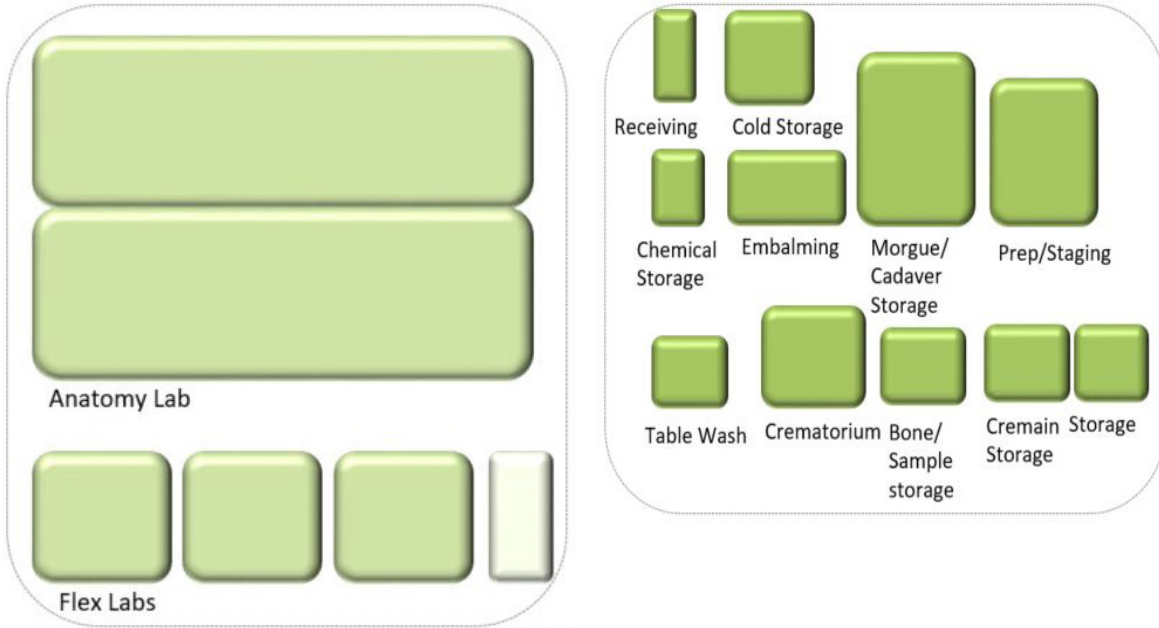 Anatomy Lab
Flex Labs
Receiving
Cold Storage
Chemical
Storage
Embalming
Morgue/
Cadaver
Storage
Prep/Staging
Table Wash
Crematorium
Bone/
Sample
storage
Cremain
Storage
Storage